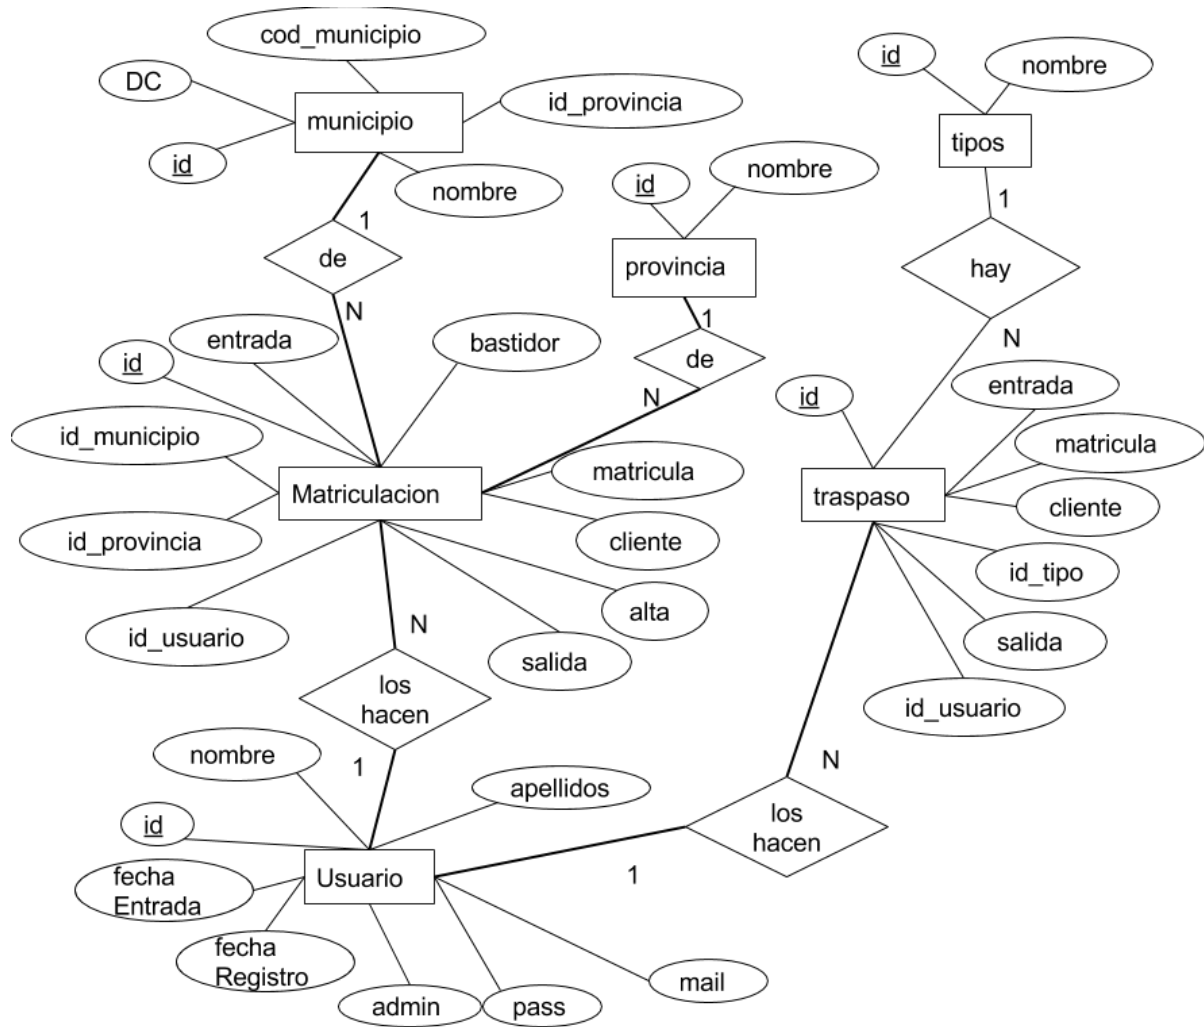 cod_municipio
id
nombre
DC
id_provincia
municipio
tipos
id
nombre
id
nombre
1
1
de
provincia
hay
N
1
N
entrada
bastidor
de
id
N
id
entrada
id_municipio
matricula
matricula
Matriculacion
traspaso
cliente
id_provincia
cliente
id_tipo
alta
id_usuario
N
salida
salida
los
hacen
id_usuario
nombre
1
N
apellidos
id
los
hacen
Usuario
1
fecha
Entrada
fecha
Registro
mail
admin
pass